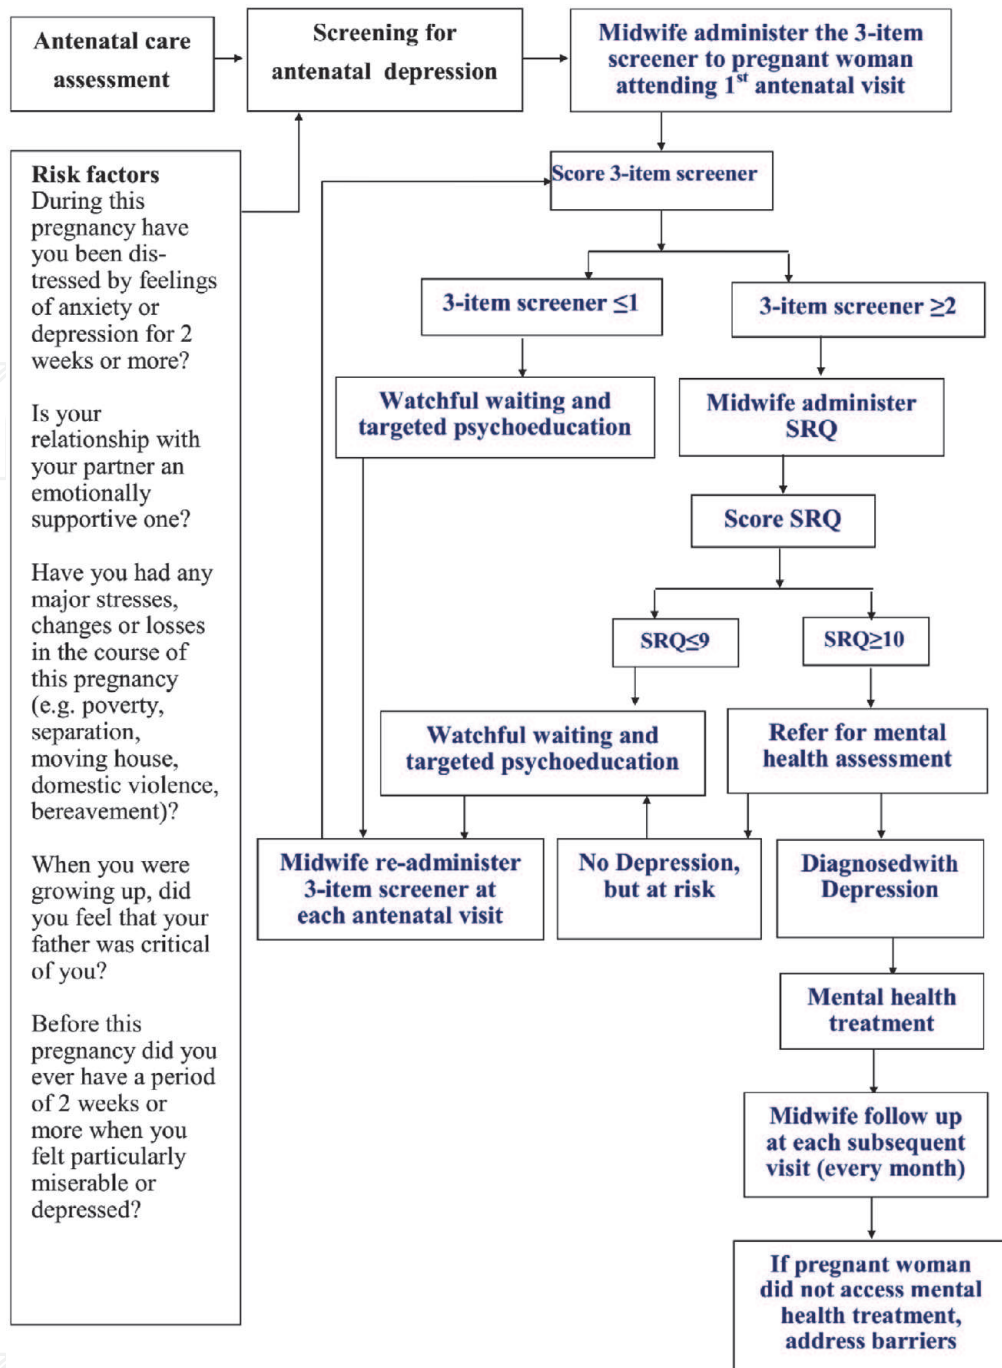 Antenatal care
assessment
Screening for
antenatal depression
Midwife administer the 3-item
screener to pregnant woman
attending 1st antenatal visit
Risk factors
During this
pregnancy have
you been dis-
tressed by feelings
of anxiety or
depression for 2
weeks or more?
Is your
relationship with
your partner an
emotionally
supportive one?
Have you had any
major stresses,
changes or losses
in the course of
this pregnancy
(e.g. poverty,
separation,
moving house,
domestic violence,
bereavement)?
When you were
growing up, did
you feel that your
father was critical
of you?
Before this
pregnancy did you
ever have a period
of 2 weeks or
more when you
felt particularly
miserable or
depressed?
Score 3-item screener
3-item screener ≤1
3-item screener ≥2
Watchful waiting and
targeted psychoeducation
Midwife administer
SRQ
Score SRQ
SRQ≤9
SRQ≥10
Watchful waiting and
targeted psychoeducation
Refer for mental
health assessment
Midwife re-administer
3-item screener at
each antenatal visit
No Depression,
but at risk
Diagnosedwith
Depression
Mental health
treatment
Midwife follow up
at each subsequent
visit (every month)
If pregnant woman
did not access mental
health treatment,
address barriers